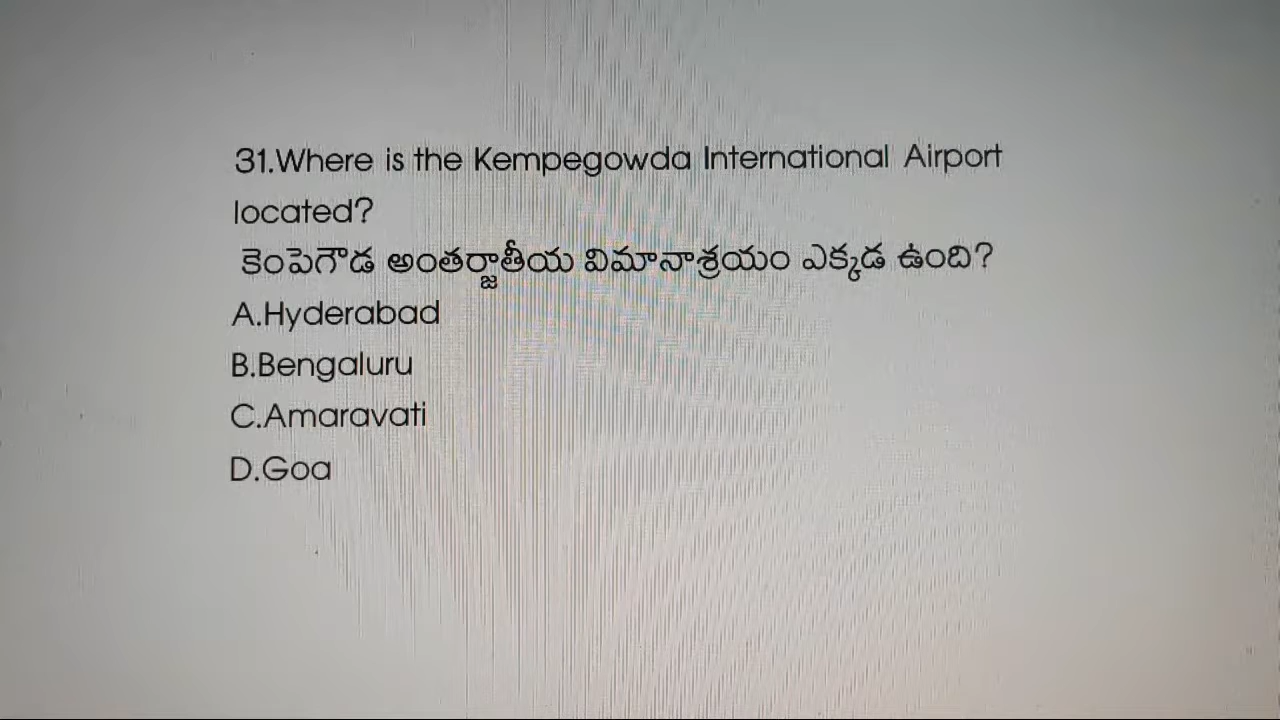 31.Where is the Kempegowda International Airport
located?
కెంపెగౌడ అంతర్జాతీయ విమానాశ్రయం ఎక్కడ ఉంది?
A.Hyderabad
B.Bengaluru
C.Amaravati
D.Goa